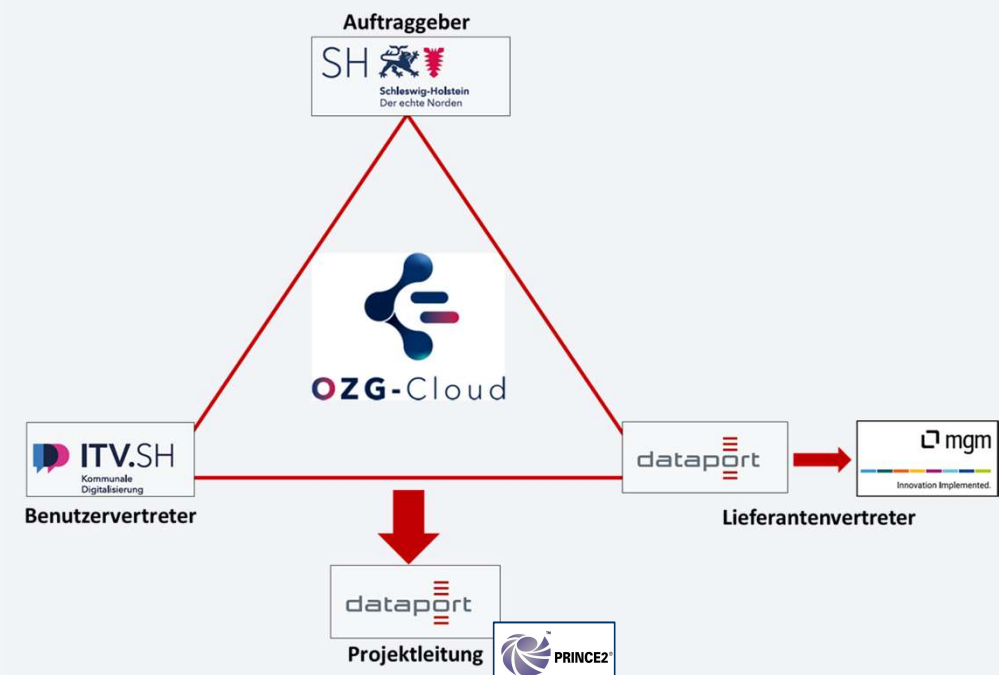 Auftraggeber
SH
Schleswig-Holstein
Der echte Norden
OZG-Cloud
ITV.SH
Kommunale
Digitalisierung
Benutzervertreter
dataport
mgm
Innovation Implemented.
Lieferantenvertreter
dataport
Projektleitung
PRINCE2®